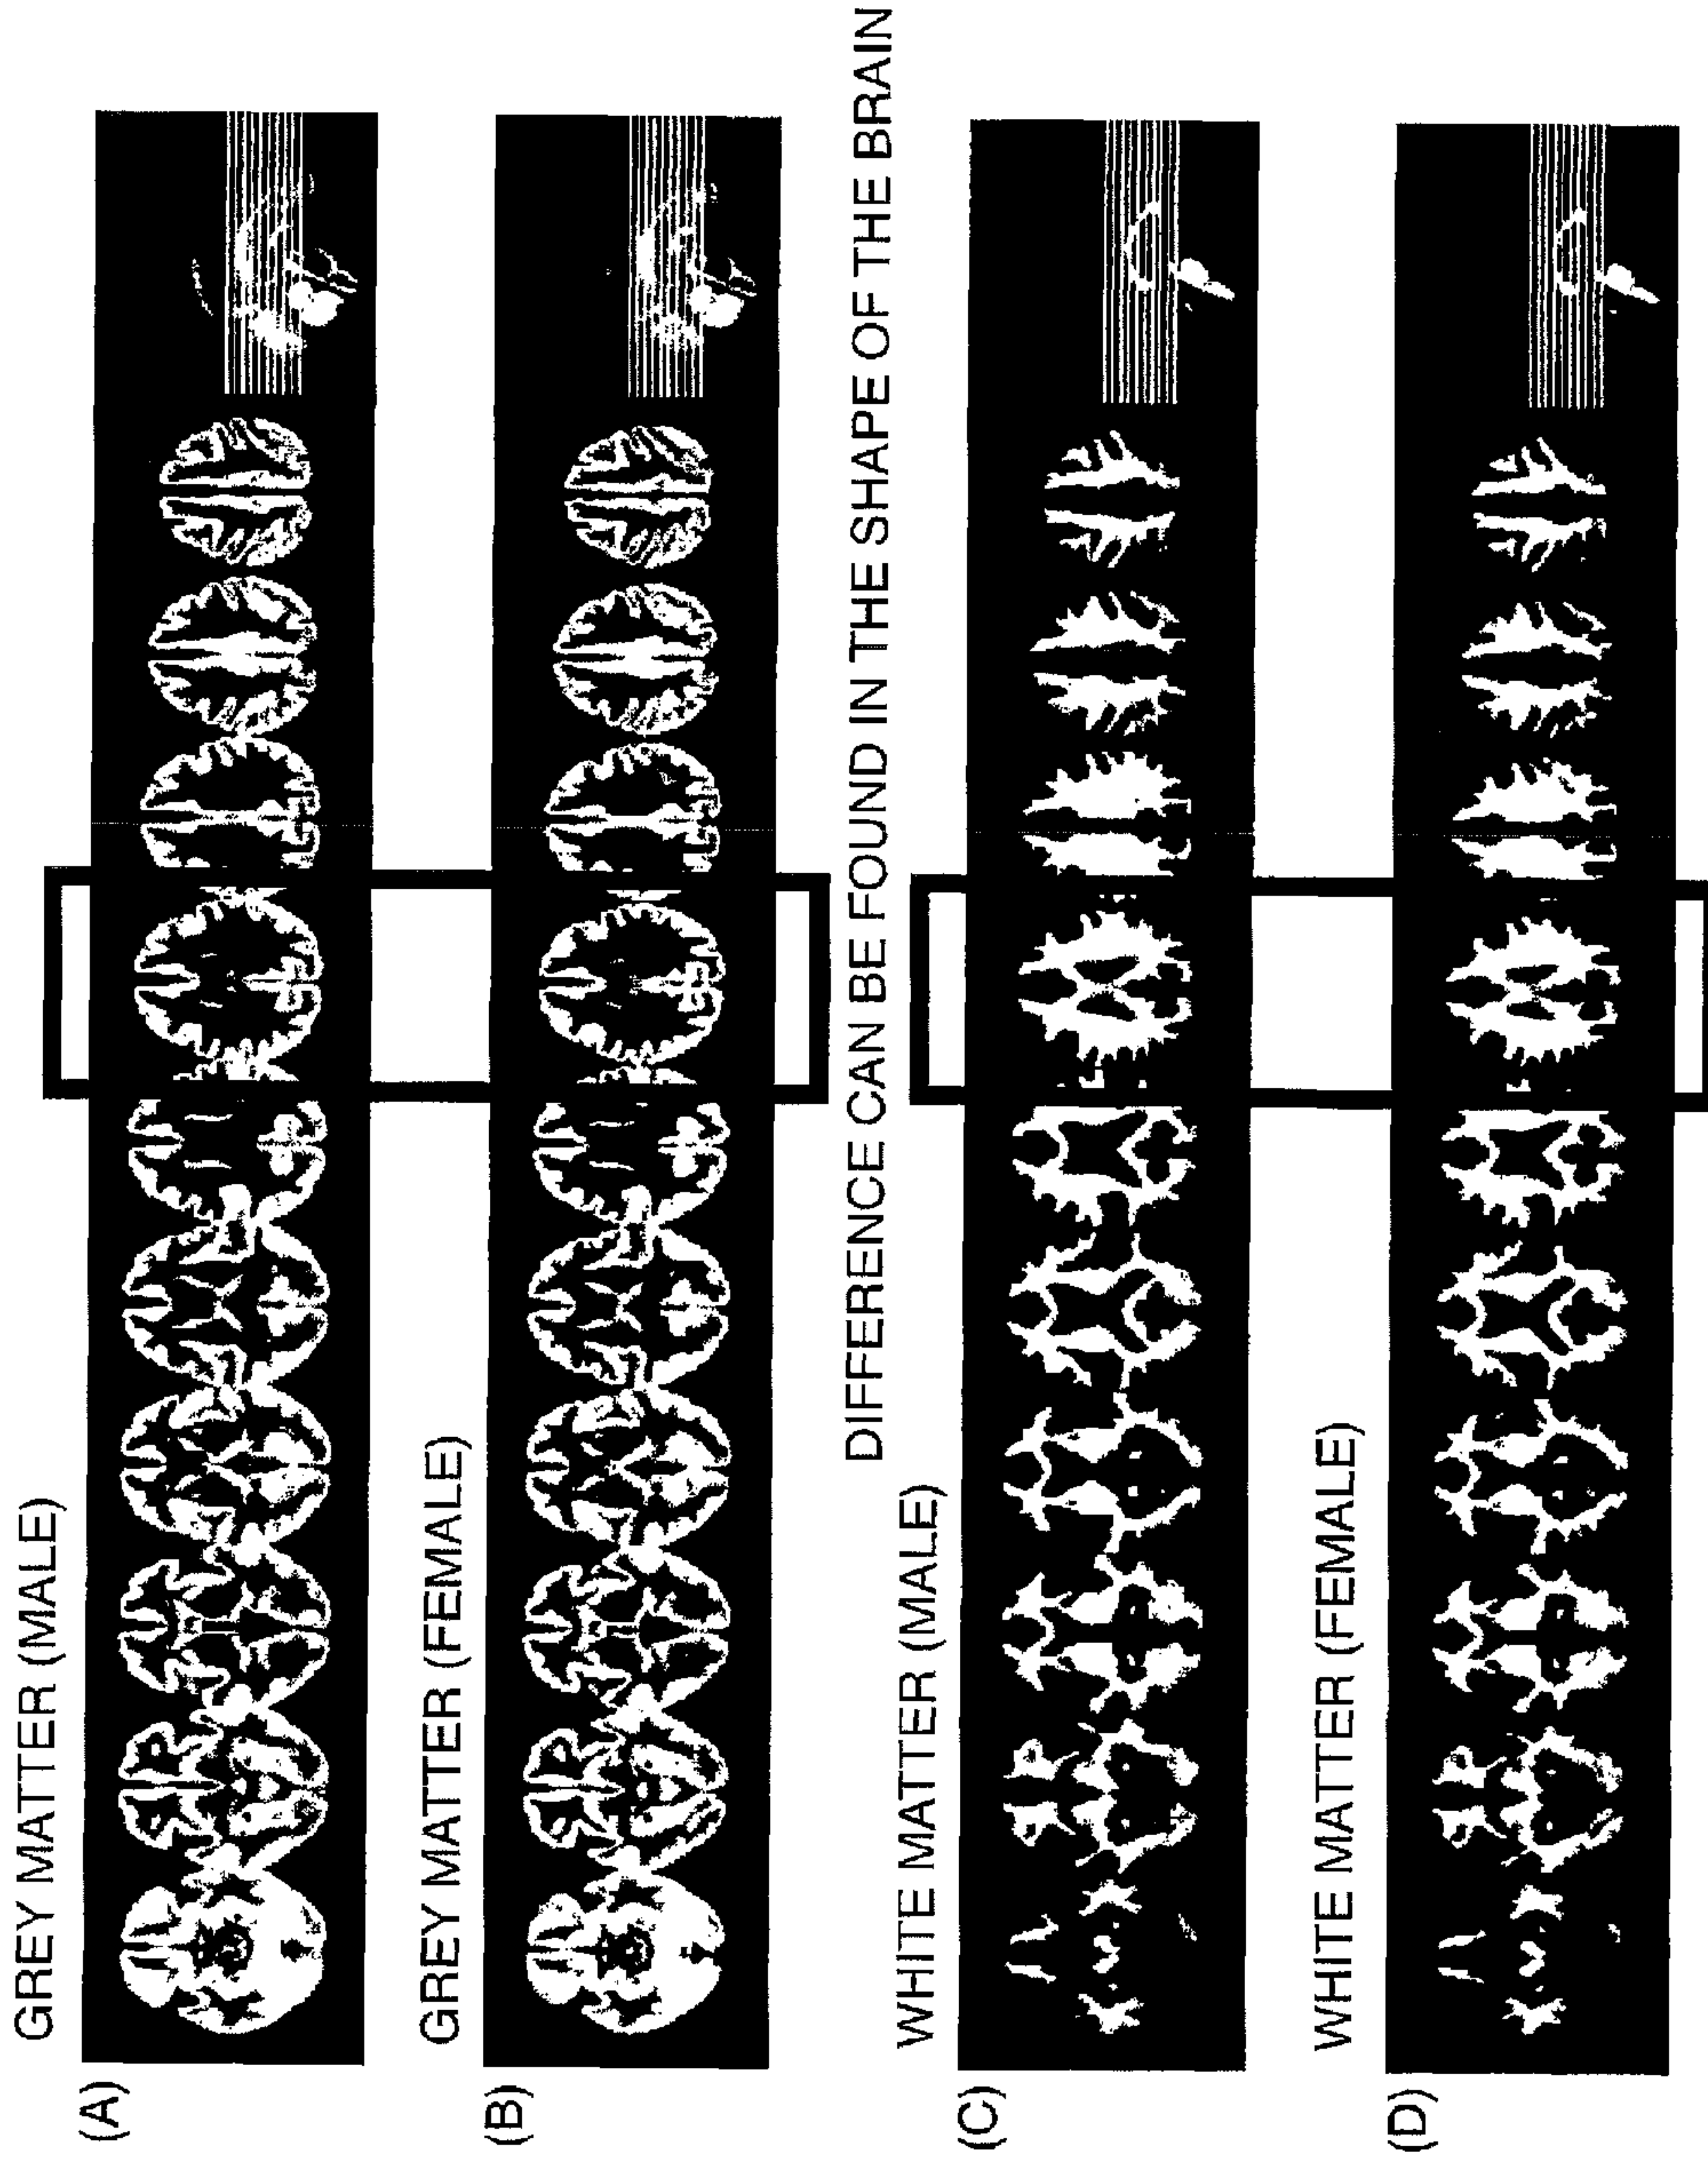 (A)
GREY MATTER (MALE)
(B)
GREY MATTER (FEMALE)
DIFFERENCE CAN BE FOUND IN THE SHAPE OF THE BRAIN
(C)
WHITE MATTER (MALE)
(D)
WHITE MATTER (FEMALE)